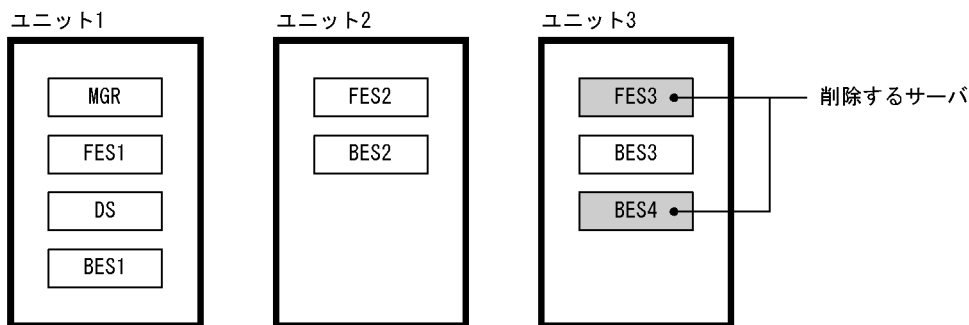 ユニット1
MGR
FES1
DS
BES1
ユニット2
FES2
BES2
ユニット3
FES3
BES3
BES4
削除するサーバ